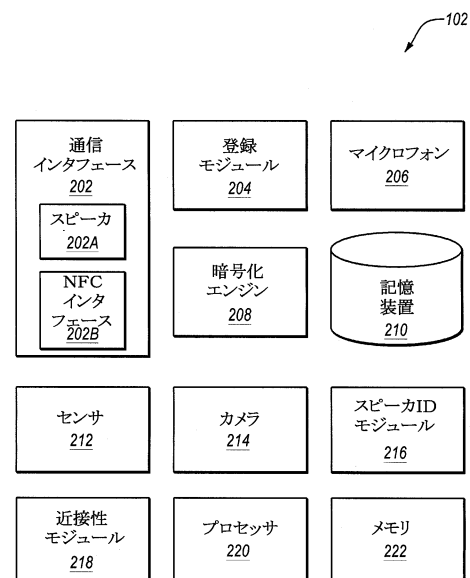 102
通信
インタフェース
202
スピーカ
202A
NFC
インタ
フェース
202B
登録
モジュール
204
マイクロフォン
206
暗号化
エンジン
208
記憶
装置
210
センサ
212
カメラ
214
スピーカID
モジュール
216
近接性
モジュール
218
プロセッサ
220
メモリ
222